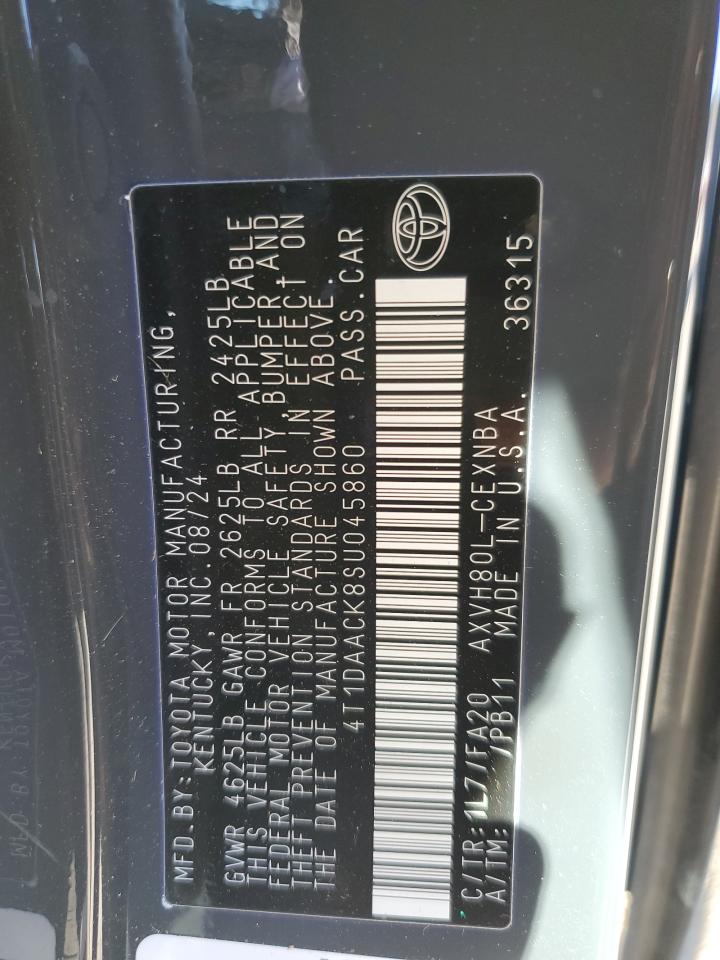 MFD.BY:TOYOTA MOTOR MANUFACTURING,
KENTUCKY,INC.08/24
GVWR 4625LB GAWR FR 2625LB RR 2425LB
THIS VEHICLE CONFORMS TO ALL APPLICABLE
FEDERAL MOTOR VEHICLE SAFETY,BUMPER,AND
THEFT PREVENTION STANDARDS IN EFFECT ON
THE DATE OF MANUFACTURE SHOWN ABOVE
4T1DAACK8SU045860 PASS.CAR
C/TR:1L7/FA20 AXVH80L-CEXNBA 36315
A/TM: /PB11 MADE IN U.S.A.